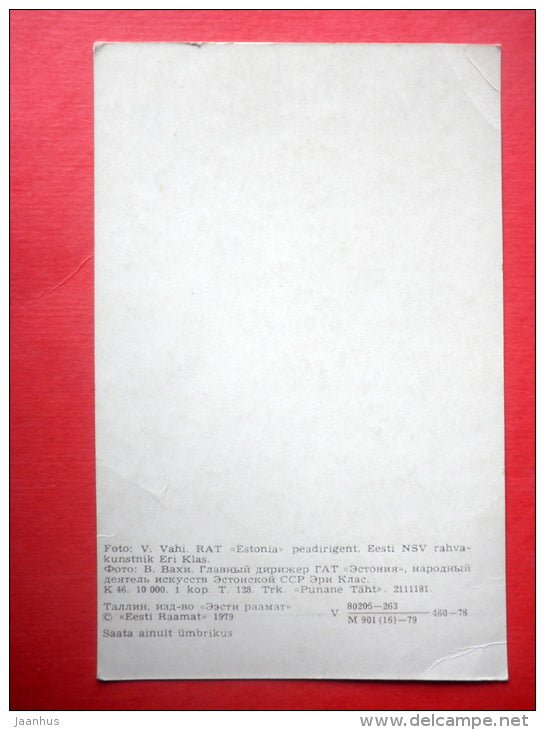 Foto: V. Vahi. RAT «Estonia» peadirigent, Eesti NSV rahva-
kunstnik Eri Klas.
Фото: В. Вахи. Главный дирижер ГАТ «Эстония», народный
деятель искусств Эстонской ССР Эри Клас.
K 46. 10 000. 1 kop. T. 128. Trk. «Punane Täht». 2111181.
Таллин, изд-во «Ээсти раамат»
© «Eesti Raamat» 1979
V 80205—263 460—78
M 901 (16)—79
Saata ainult ümbrikus
jaanhus
www.delcampe.net